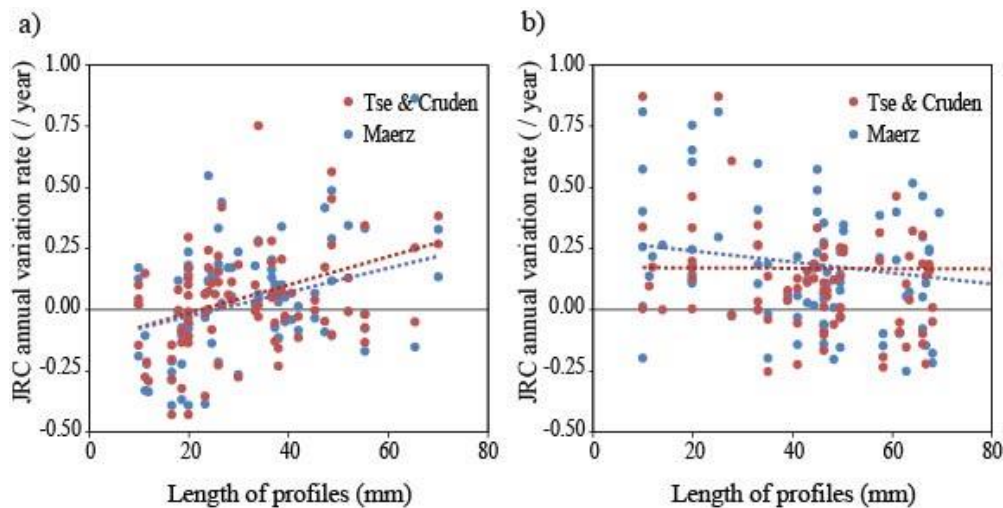 a)
JRC annual variation rate ( / year)
1.00
0.75
0.50
0.25
0.00
-0.25
-0.50
0
20
40
60
80
Length of profiles (mm)
Tse & Cruden
Maerz
b)
JRC annual variation rate ( / year)
1.00
0.75
0.50
0.25
0.00
-0.25
-0.50
0
20
40
60
80
Length of profiles (mm)
Tse & Cruden
Maerz